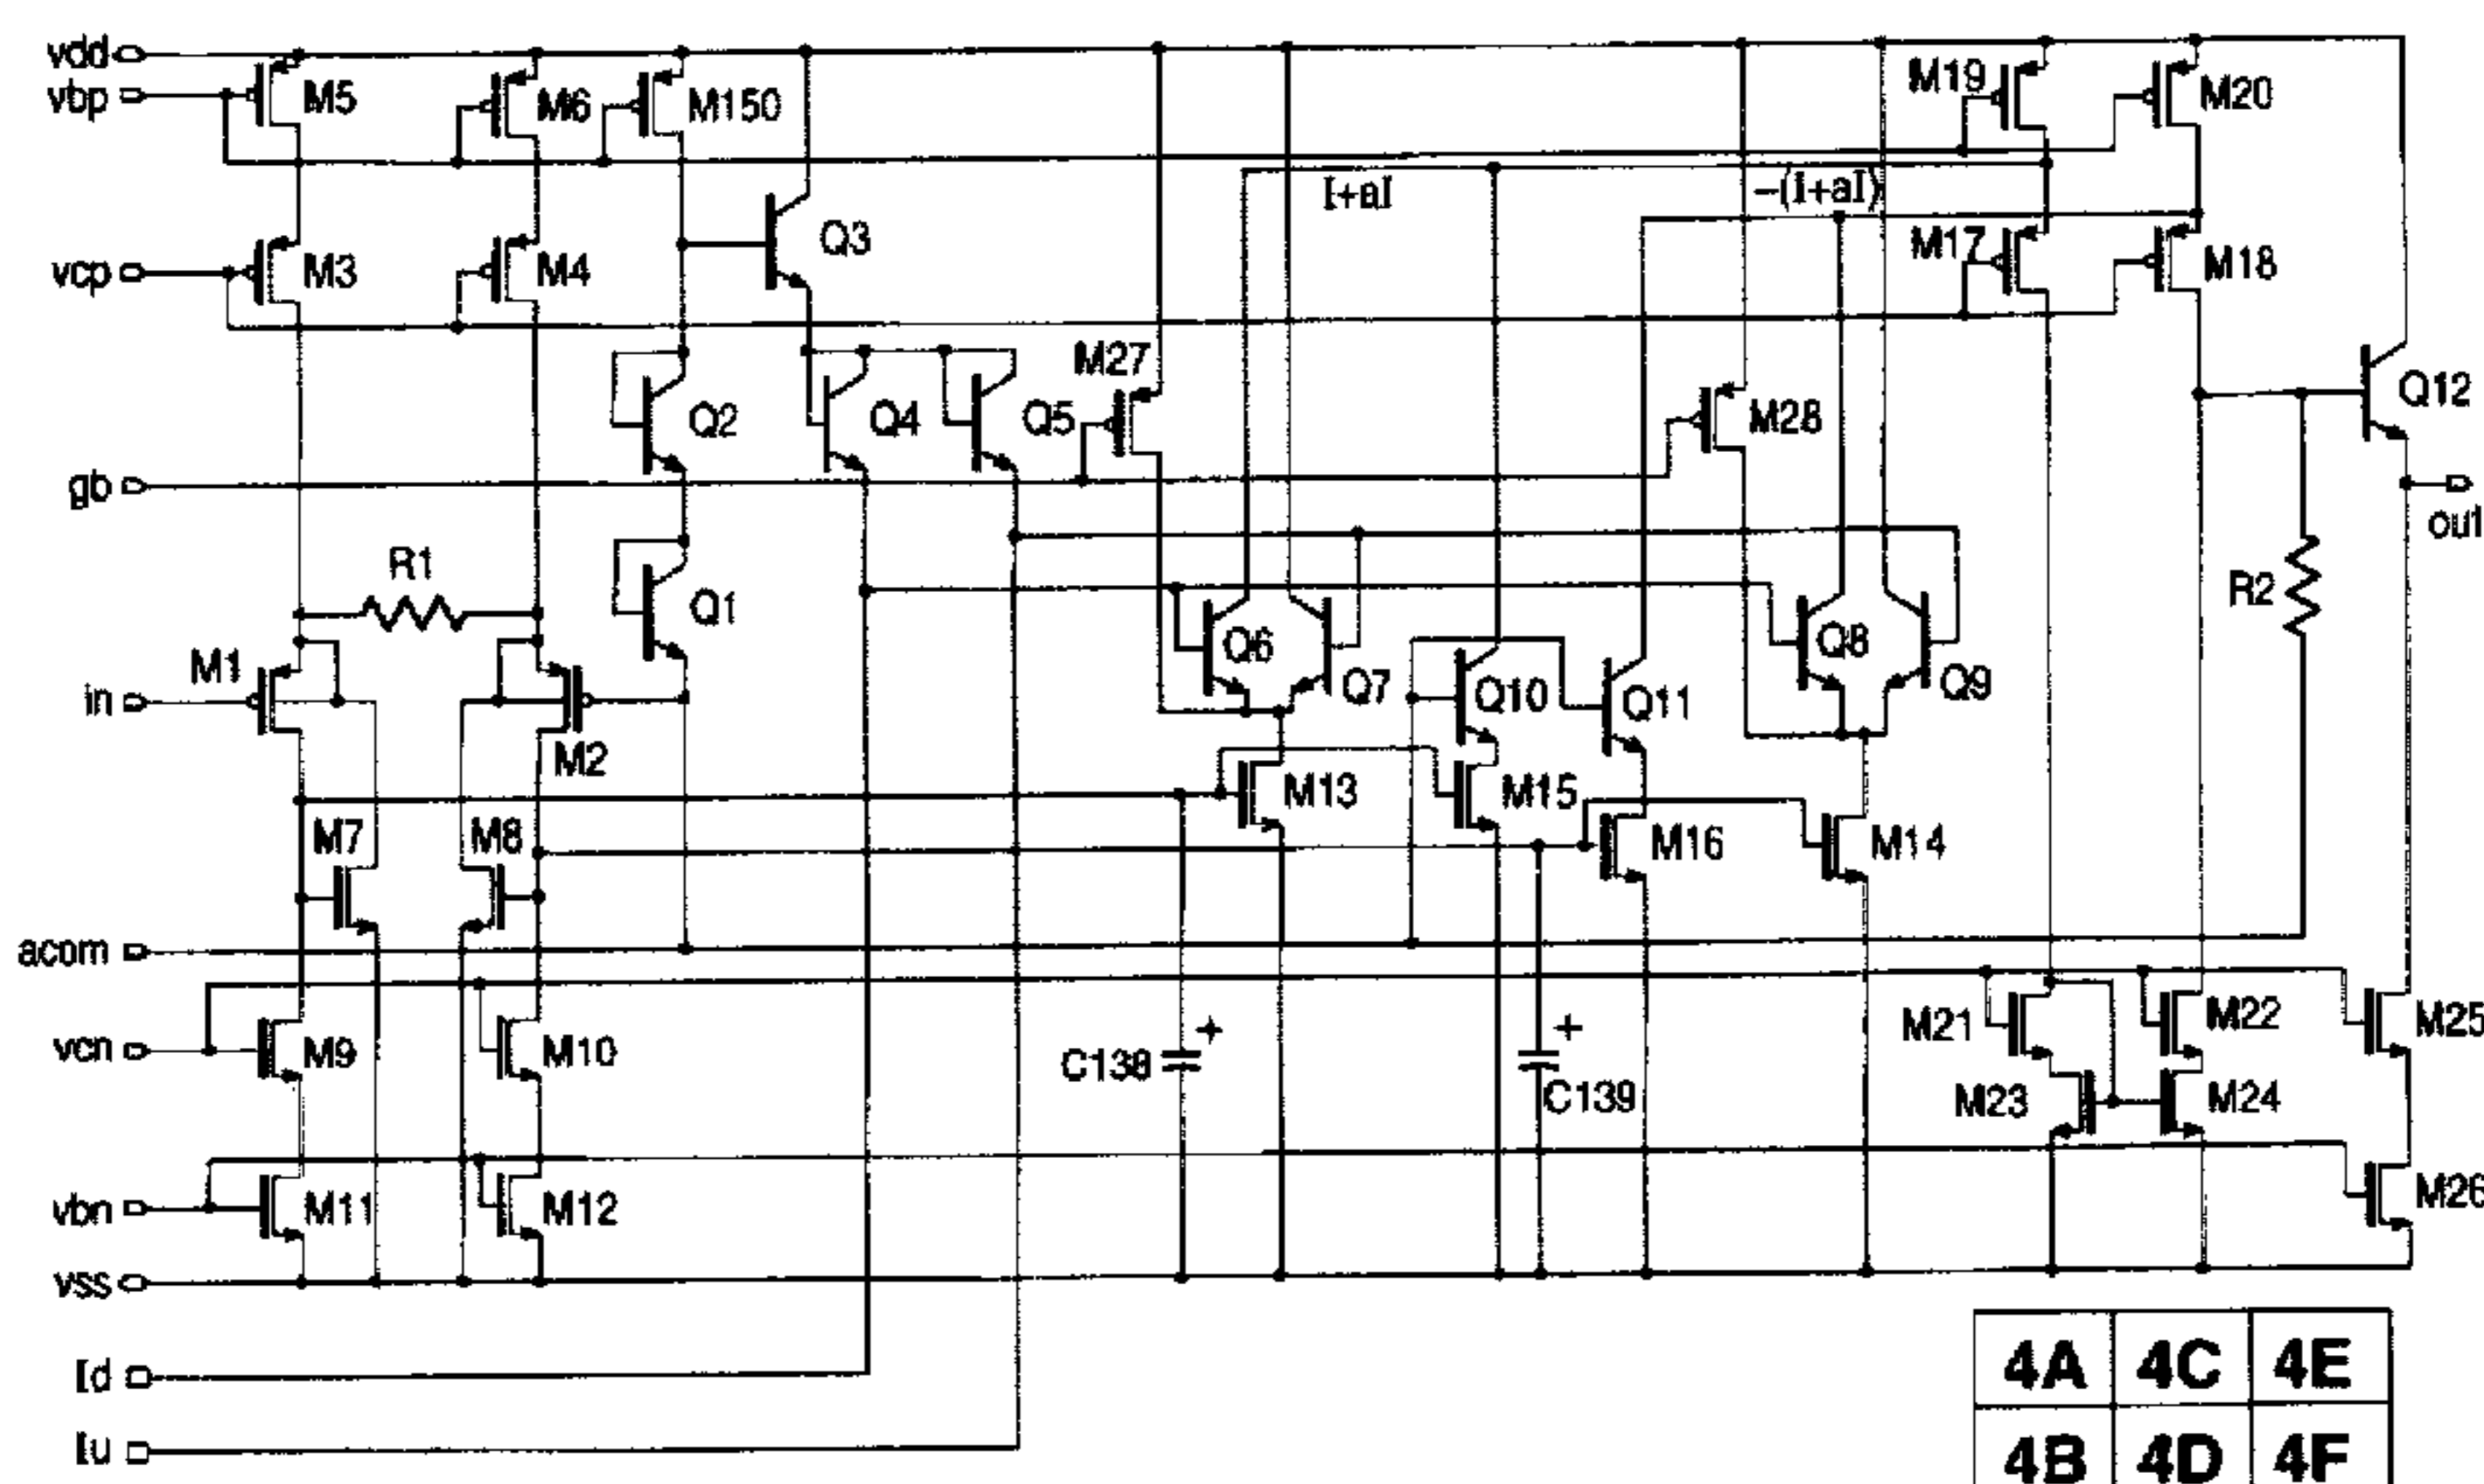 vdd
vbp
M5
M6
M150
M19
M20
I+aI
-(I+aI)
Q3
vcp
M3
M4
M17
M18
M27
Q2
Q4
Q5
M28
Q12
gb
out
R1
Q1
R2
M1
in
Q6
Q7
Q10
Q11
Q8
Q9
M2
M13
M15
M7
M8
M16
M14
acom
vcn
M9
M10
C138
+
C139
+
M21
M22
M25
M23
M24
vbn
M11
M12
M26
vss
Id
Iu
4A 4C 4E
4B 4D 4F